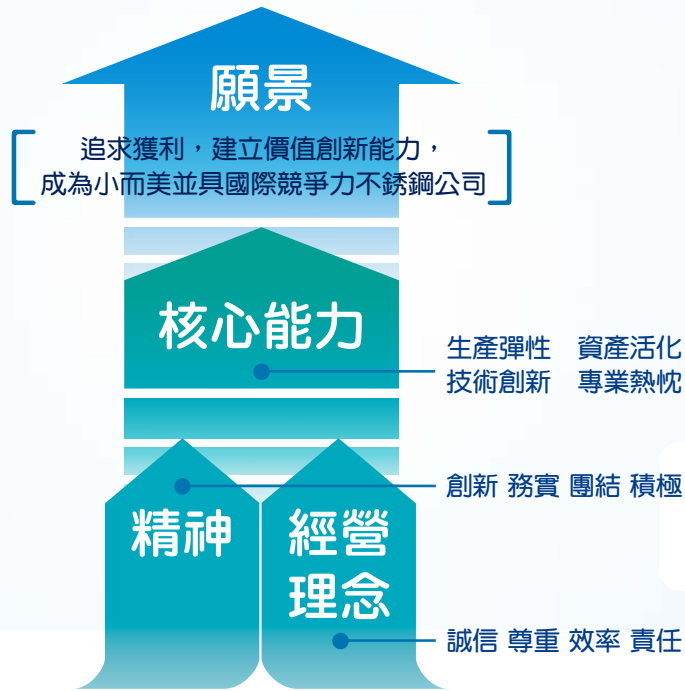 願景
追求獲利，建立價值創新能力，
成為小而美並具國際競爭力不銹鋼公司
核心能力
生產彈性　資產活化
技術創新　專業熱忱
精神
創新 務實 團結 積極
經營
理念
誠信 尊重 效率 責任